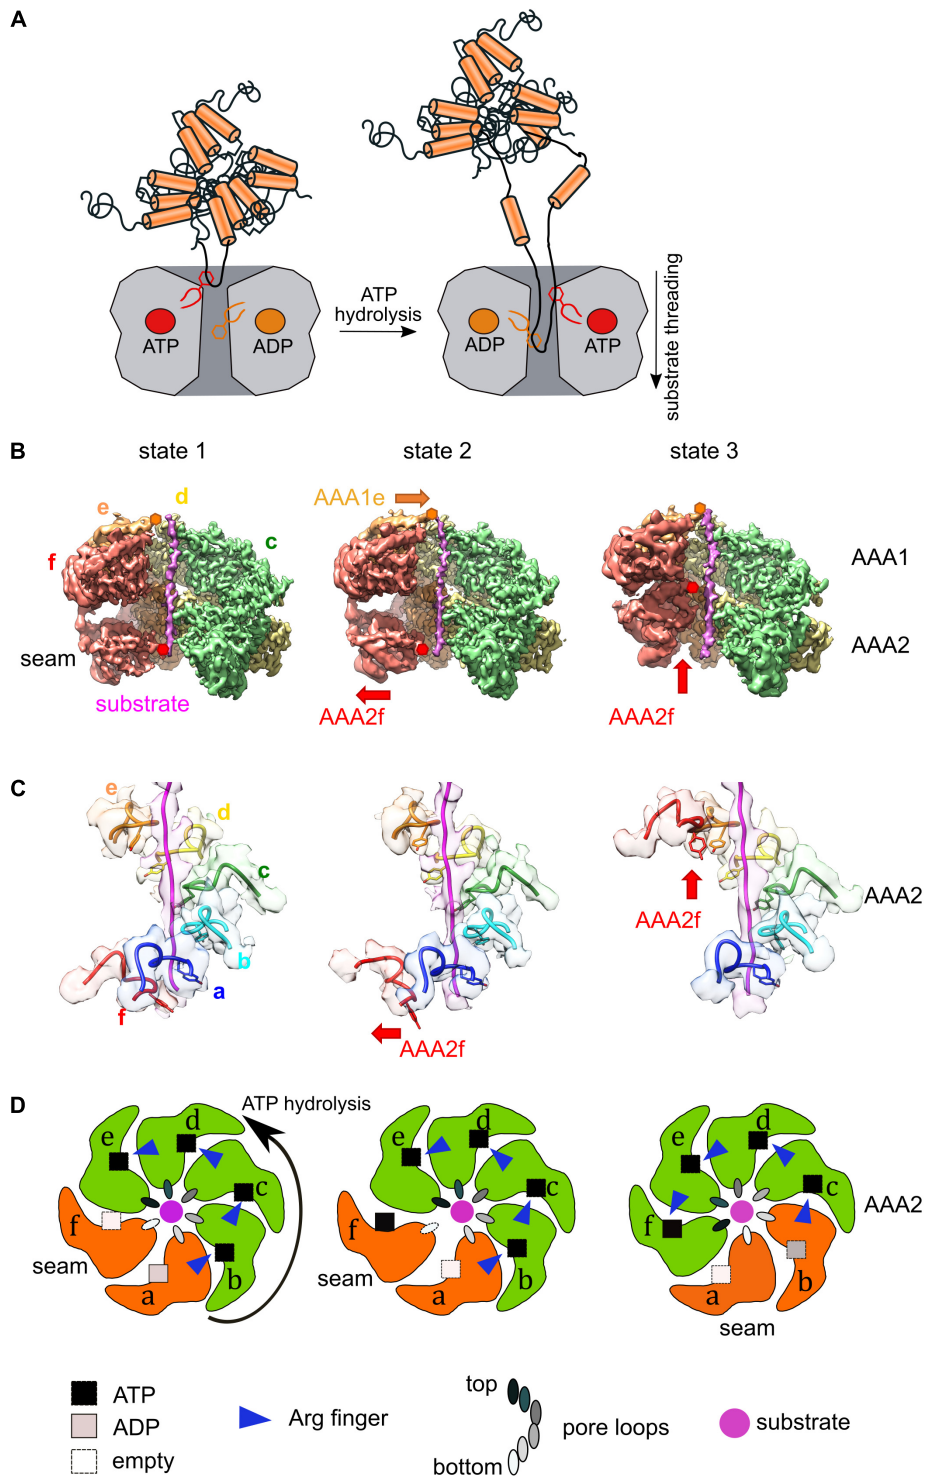 A
ATP
ADP
ATP
hydrolysis
ADP
ATP
substrate threading
B
state 1
state 2
state 3
e
d
f
c
AAA1e
AAA1
AAA2
seam
substrate
AAA2f
AAA2f
C
e
d
c
b
a
f
AAA2f
AAA2f
AAA2
D
ATP hydrolysis
e
d
c
f
b
a
seam
e
d
c
f
b
a
seam
e
d
c
f
b
a
seam
AAA2
ATP
ADP
empty
Arg finger
top
bottom
pore loops
substrate